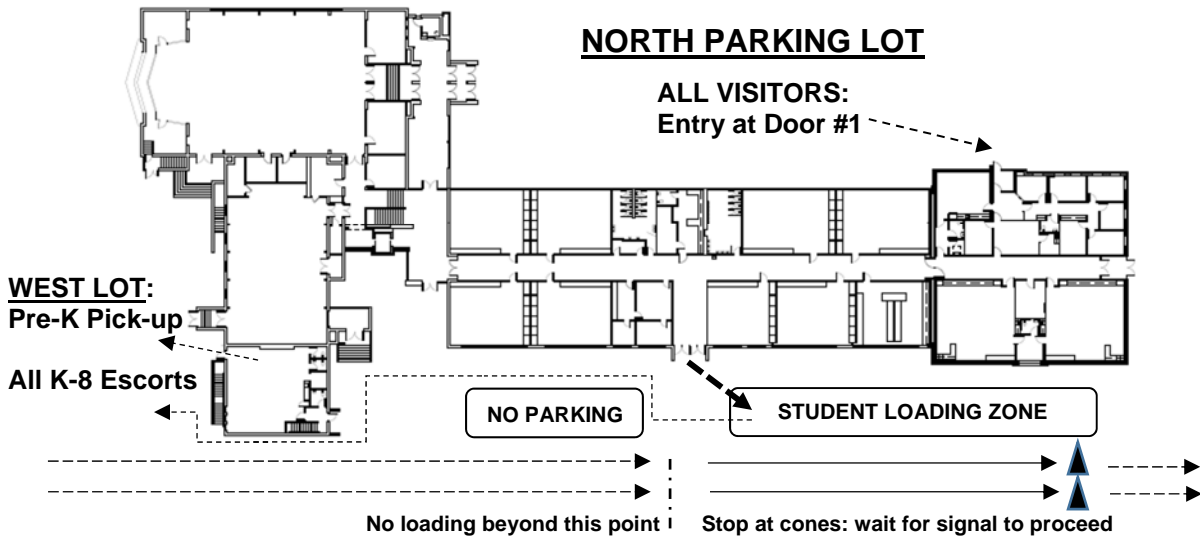 NORTH PARKING LOT
ALL VISITORS:
Entry at Door #1
WEST LOT:
Pre-K Pick-up
All K-8 Escorts
NO PARKING
STUDENT LOADING ZONE
No loading beyond this point
Stop at cones: wait for signal to proceed